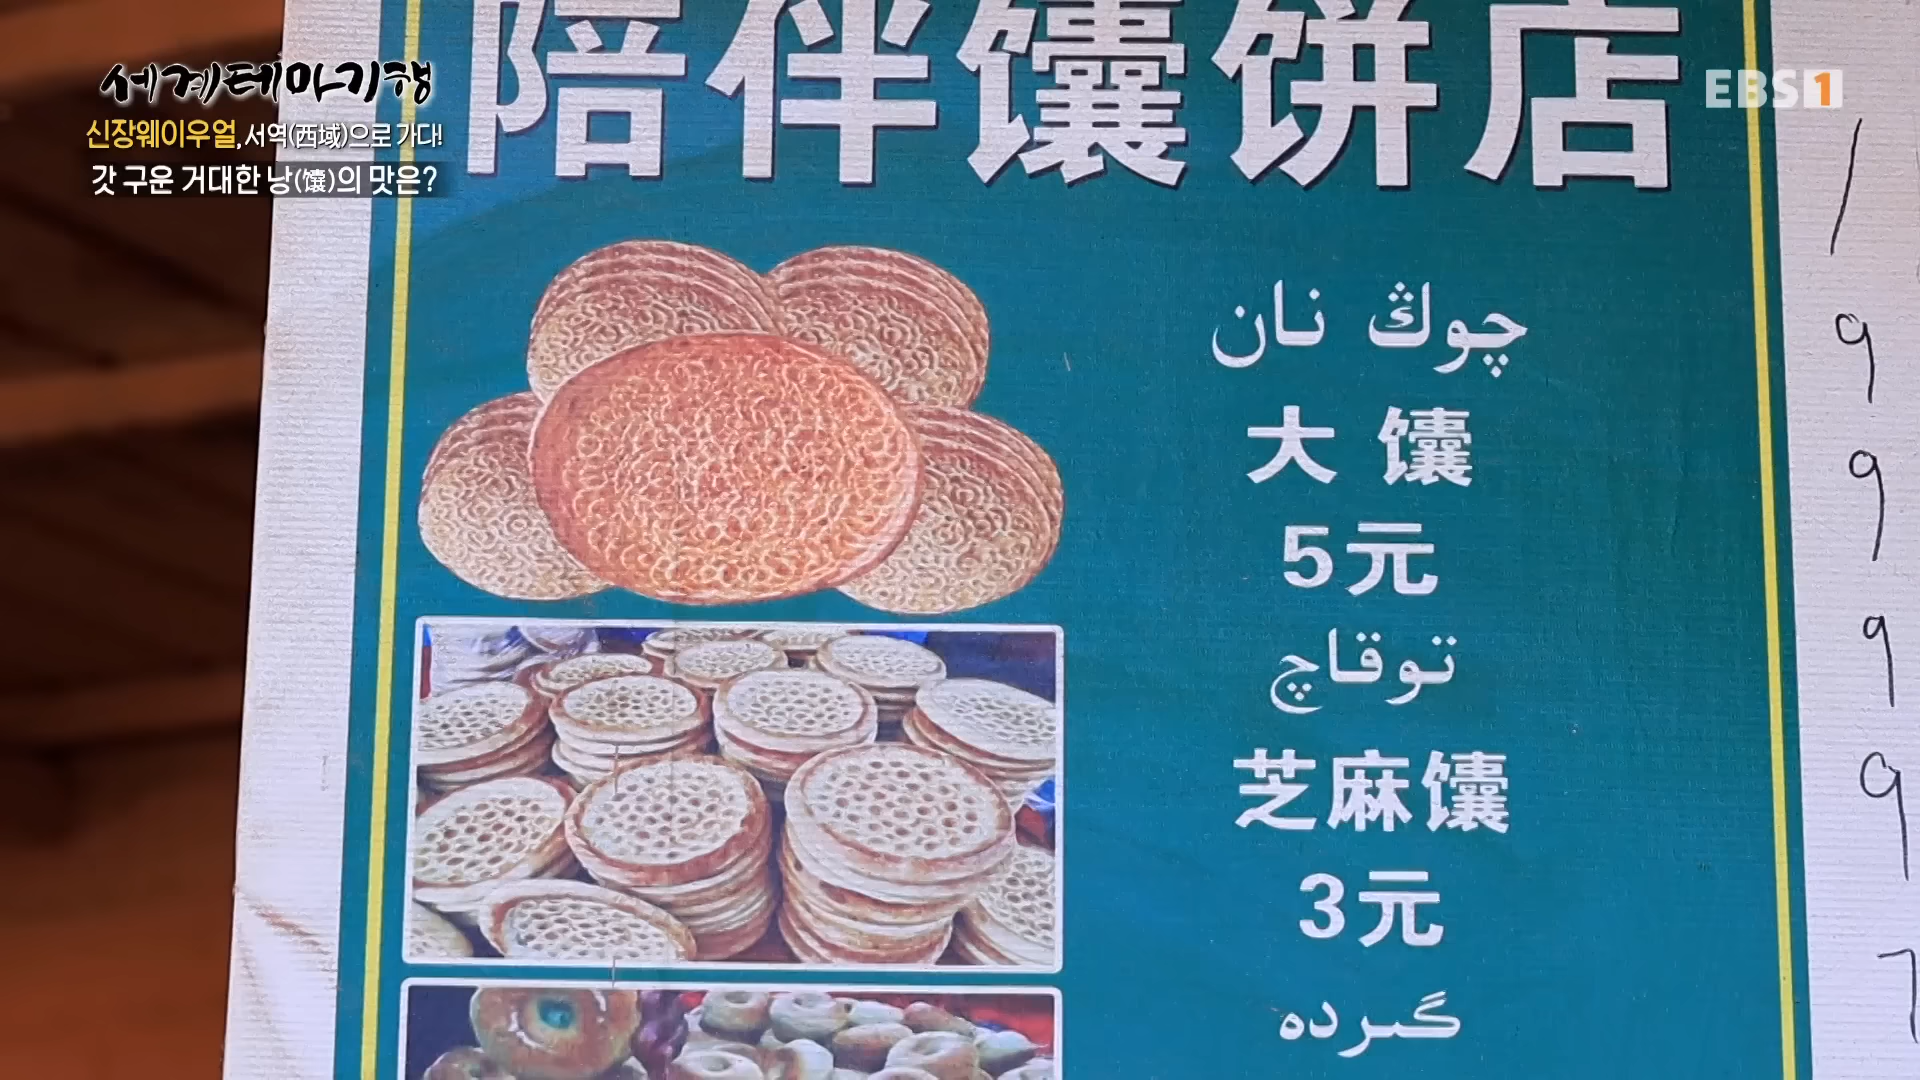 세계테마기행
신장웨이우얼, 서역(西域)으로 가다!
갓 구운 거대한 낭(馕)의 맛은?
EBS1
陪伴馕饼店
چوڭ نان
大馕
5元
توقاچ
芝麻馕
3元
گىردە
1
9
9
9
9
7